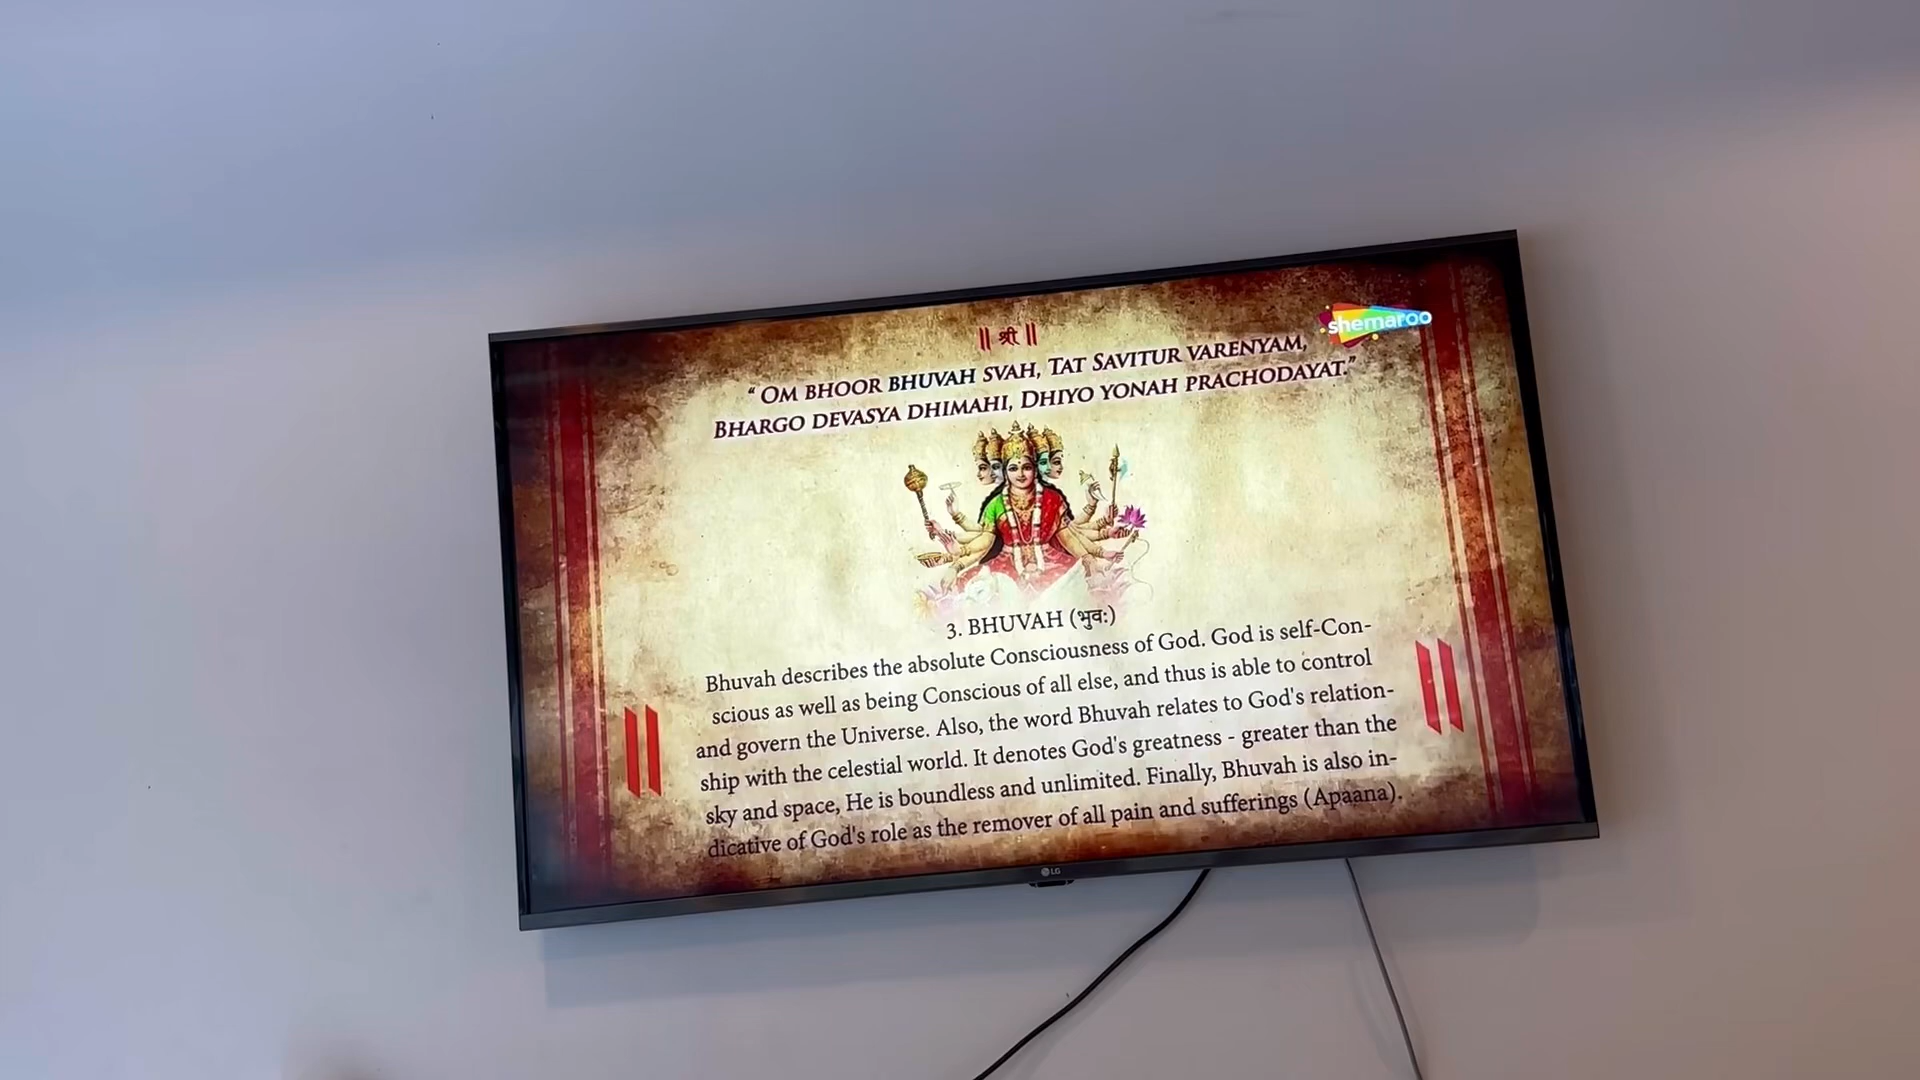 || श्री ||
shemaroo
“ OM BHOOR BHUVAH SVAH, TAT SAVITUR VARENYAM,
BHARGO DEVASYA DHIMAHI, DHIYO YONAH PRACHODAYAT.”
3. BHUVAH (भुवः)
Bhuvah describes the absolute Consciousness of God. God is self-Con-
scious as well as being Conscious of all else, and thus is able to control
and govern the Universe. Also, the word Bhuvah relates to God's relation-
ship with the celestial world. It denotes God's greatness - greater than the
sky and space, He is boundless and unlimited. Finally, Bhuvah is also in-
dicative of God's role as the remover of all pain and sufferings (Apaana).
LG